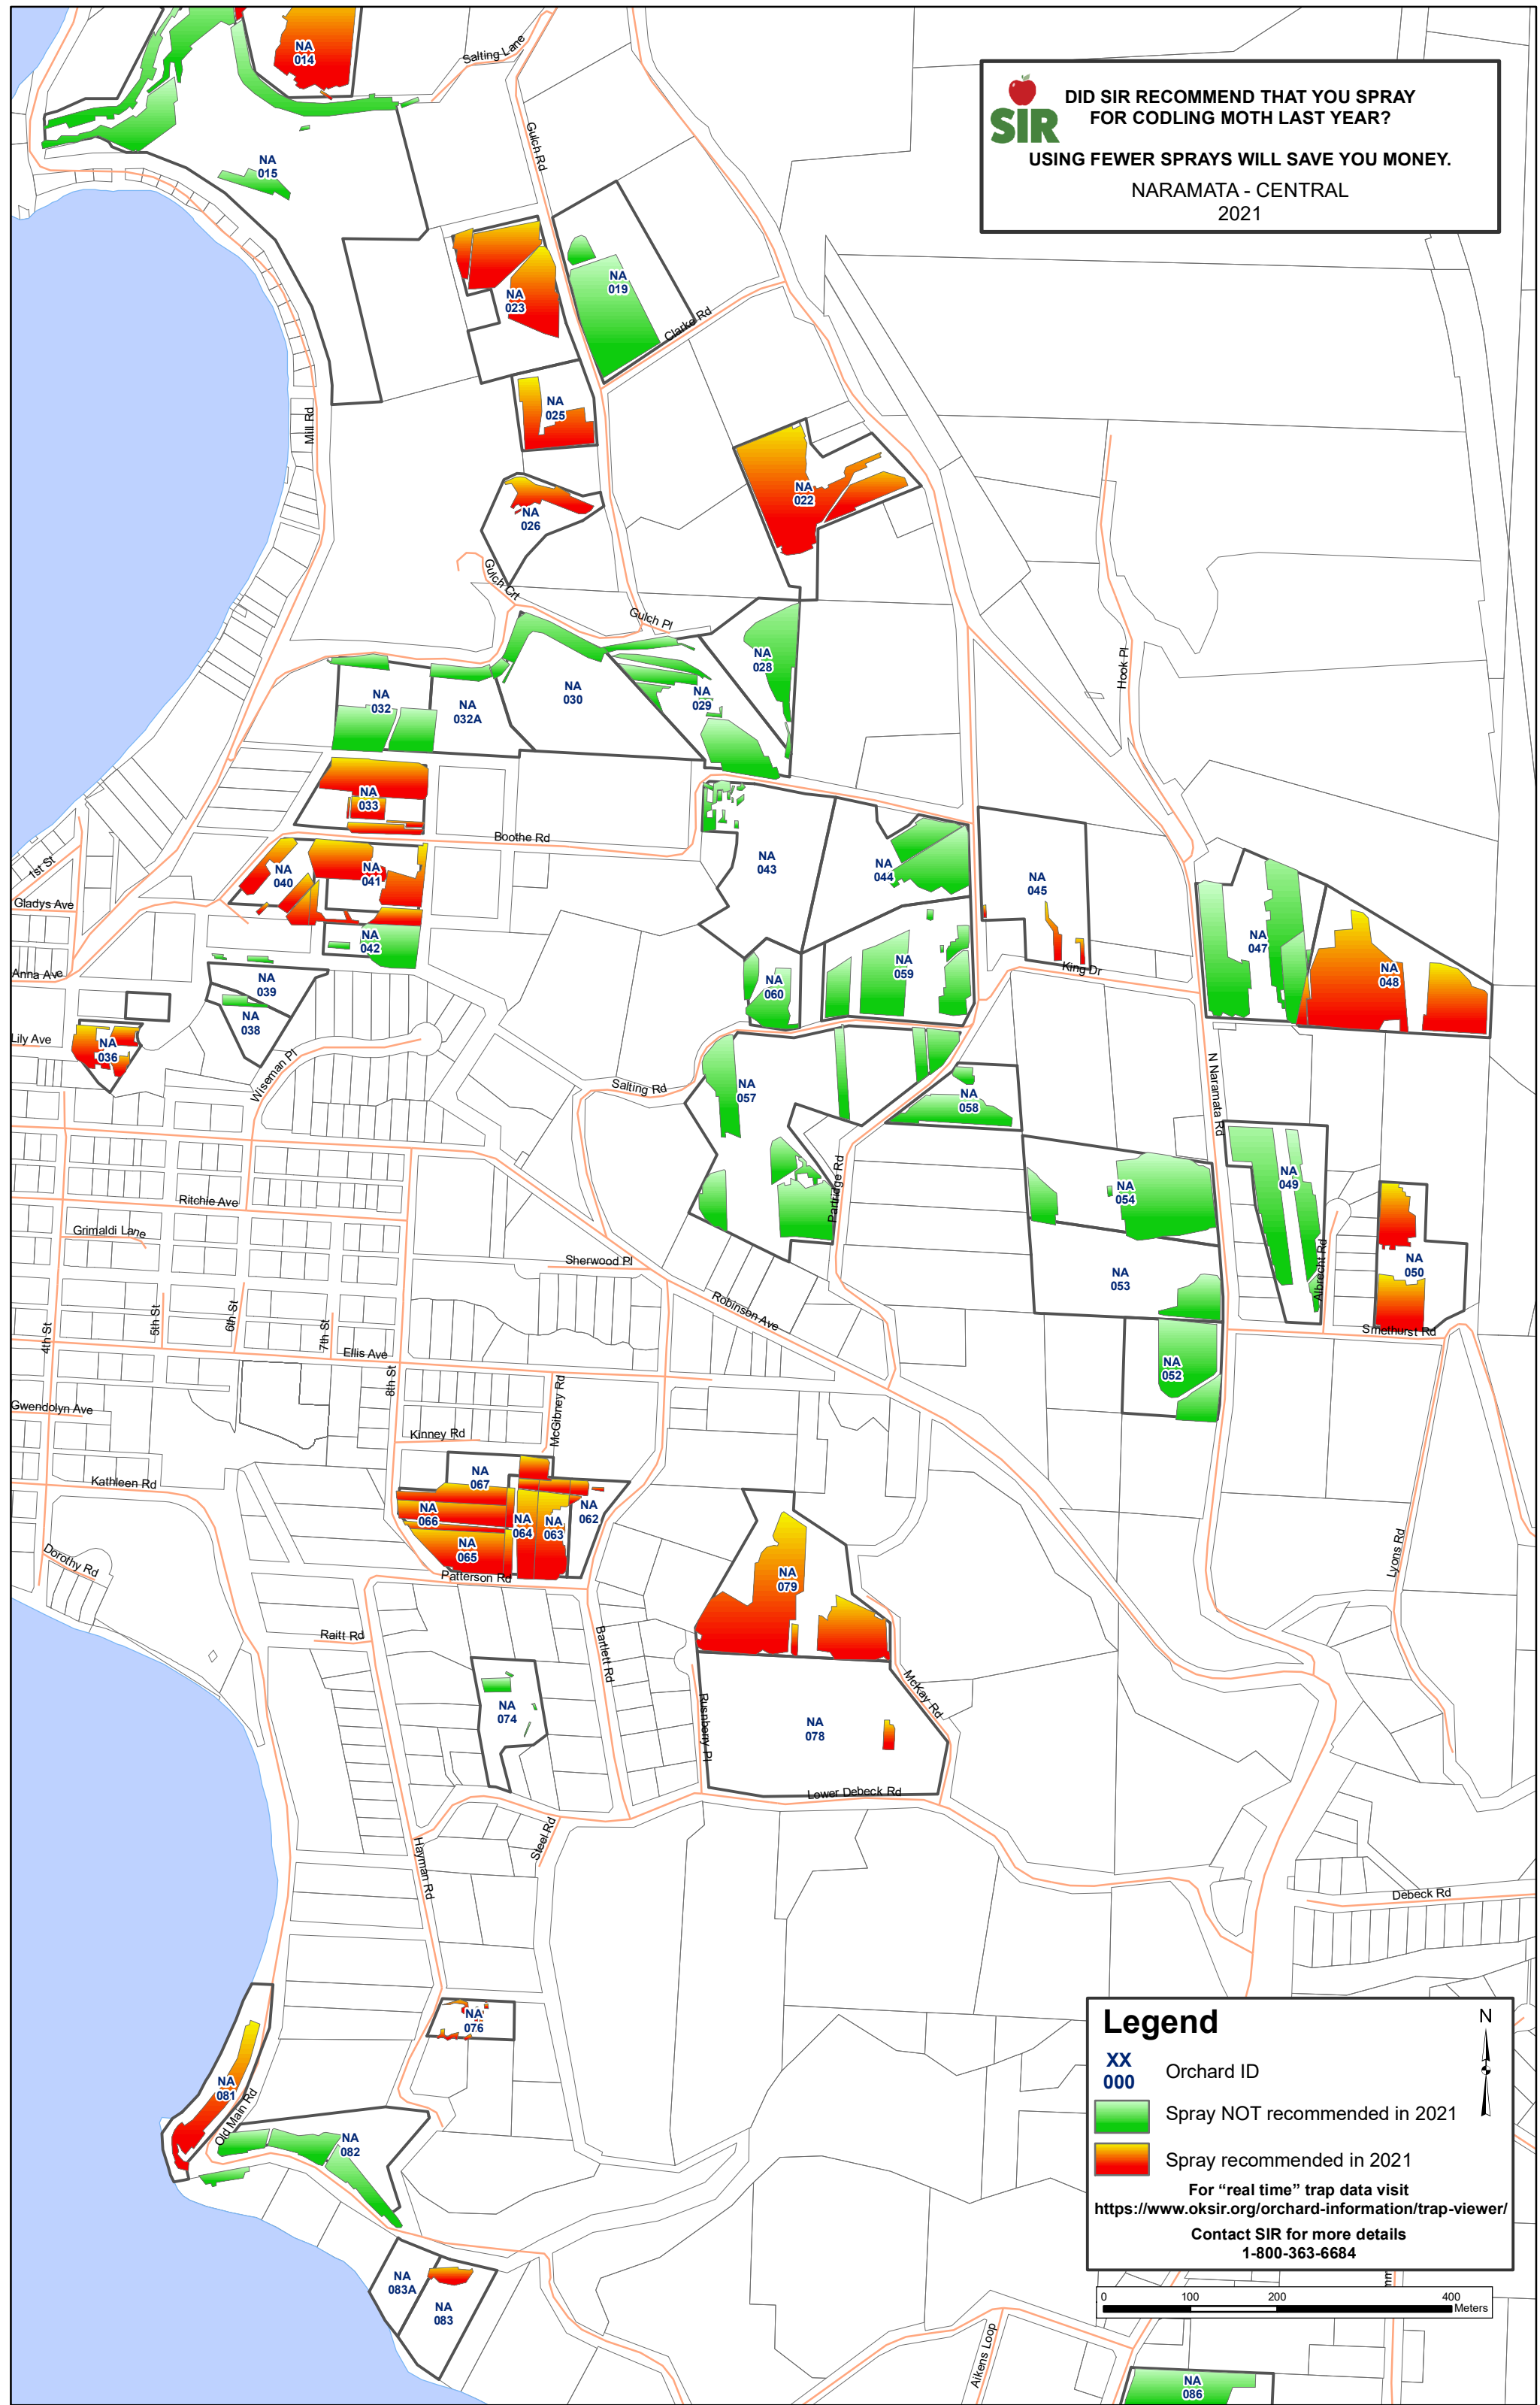 SIR
DID SIR RECOMMEND THAT YOU SPRAY
FOR CODLING MOTH LAST YEAR?
USING FEWER SPRAYS WILL SAVE YOU MONEY.
NARAMATA - CENTRAL
2021
NA
014
Salting Lane
Gulch Rd
NA
015
NA
019
NA
023
Clarke Rd
NA
025
Mill Rd
NA
022
NA
026
Gulch Crt
Gulch Pl
NA
028
Hook Pl
NA
029
NA
030
NA
032
NA
032A
NA
033
Boothe Rd
1st St
NA
040
NA
041
NA
043
NA
044
NA
045
Gladys Ave
NA
042
NA
047
NA
048
Anna Ave
NA
039
NA
060
NA
059
King Dr
NA
038
Lily Ave
NA
036
Wiseman Pl
Salting Rd
NA
057
NA
058
N Naramata Rd
Partridge Rd
NA
054
NA
049
Ritchie Ave
Grimaldi Lane
NA
050
Albrecht Rd
Sherwood Pl
NA
053
Robinson Ave
4th St
5th St
6th St
7th St
Ellis Ave
Smethurst Rd
8th St
NA
052
Gwendolyn Ave
McGibney Rd
Kinney Rd
Kathleen Rd
NA
067
NA
066
NA
064
NA
063
NA
062
NA
065
Dorothy Rd
Patterson Rd
NA
079
Lyons Rd
Raitt Rd
Bartlett Rd
McKay Rd
NA
074
Rusnberry Pl
NA
078
Lower Debeck Rd
Steel Rd
Hayman Rd
Debeck Rd
NA
076
NA
081
Old Main Rd
NA
082
NA
083A
NA
083
Legend
N
XX
000
Orchard ID
Spray NOT recommended in 2021
Spray recommended in 2021
For “real time” trap data visit
https://www.oksir.org/orchard-information/trap-viewer/
Contact SIR for more details
1-800-363-6684
0 100 200 400
Meters
Aikens Loop
NA
086